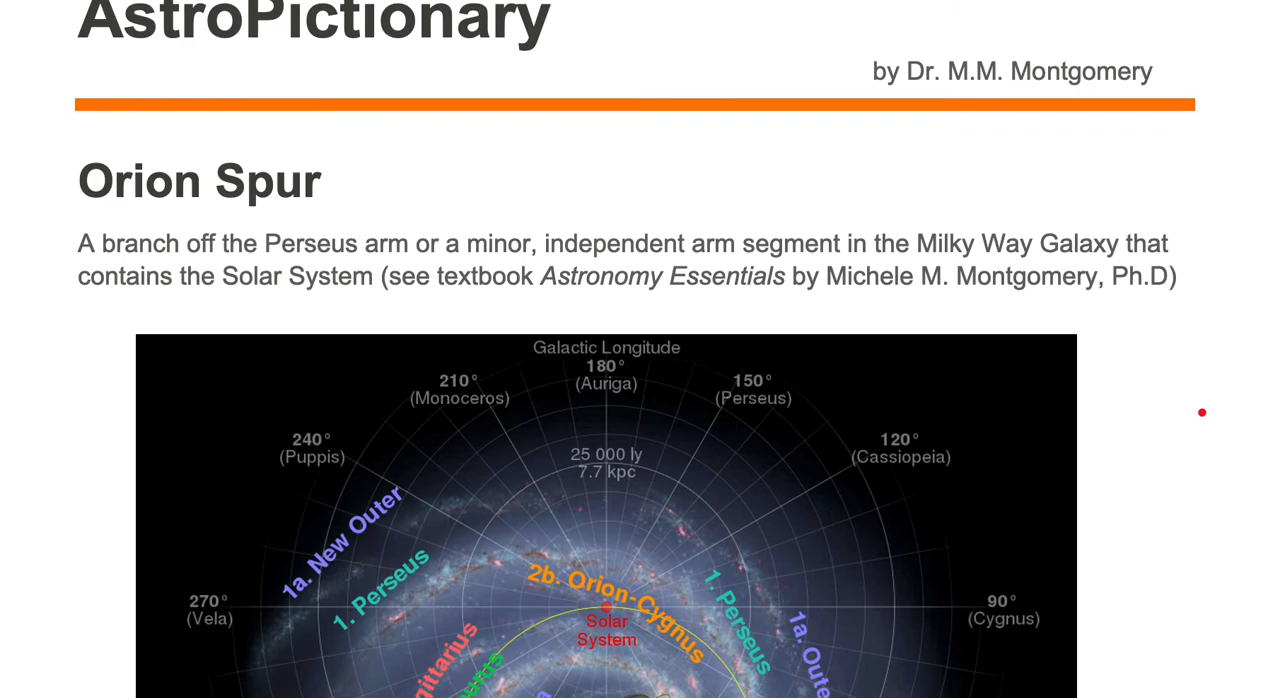 AstroPictionary
by Dr. M.M. Montgomery
Orion Spur
A branch off the Perseus arm or a minor, independent arm segment in the Milky Way Galaxy that
contains the Solar System (see textbook Astronomy Essentials by Michele M. Montgomery, Ph.D)
Galactic Longitude
180°
(Auriga)
210°
(Monoceros)
150°
(Perseus)
240°
(Puppis)
120°
(Cassiopeia)
25 000 ly
7.7 kpc
1a. New Outer
1. Perseus
2b. Orion-Cygnus
1. Perseus
270°
(Vela)
90°
(Cygnus)
Solar
System
1a. Oute
gittarius